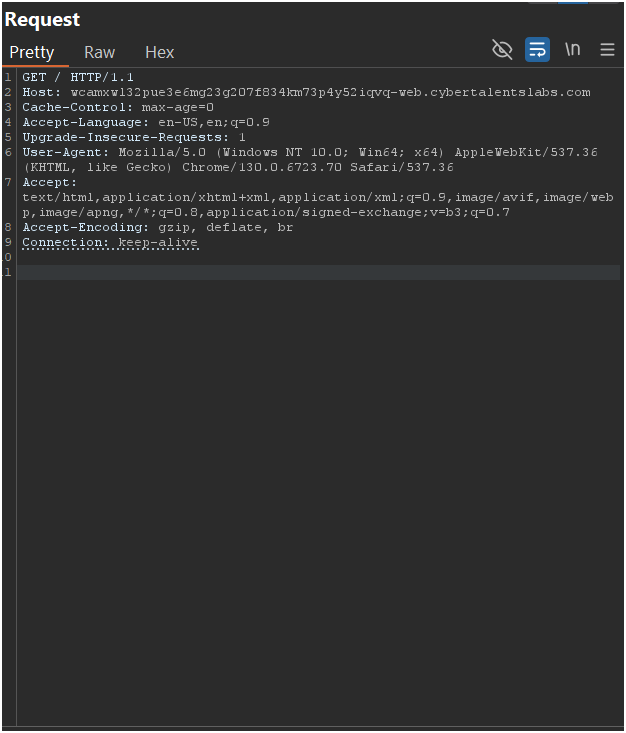 Request
Pretty Raw Hex \n
1 GET / HTTP/1.1
2 Host: wcamxwl32pue3e6mg23g207f834km73p4y52iqvq-web.cybertalentslabs.com
3 Cache-Control: max-age=0
4 Accept-Language: en-US,en;q=0.9
5 Upgrade-Insecure-Requests: 1
6 User-Agent: Mozilla/5.0 (Windows NT 10.0; Win64; x64) AppleWebKit/537.36
(KHTML, like Gecko) Chrome/130.0.6723.70 Safari/537.36
7 Accept:
text/html,application/xhtml+xml,application/xml;q=0.9,image/avif,image/web
p,image/apng,*/*;q=0.8,application/signed-exchange;v=b3;q=0.7
8 Accept-Encoding: gzip, deflate, br
9 Connection: keep-alive
10
11